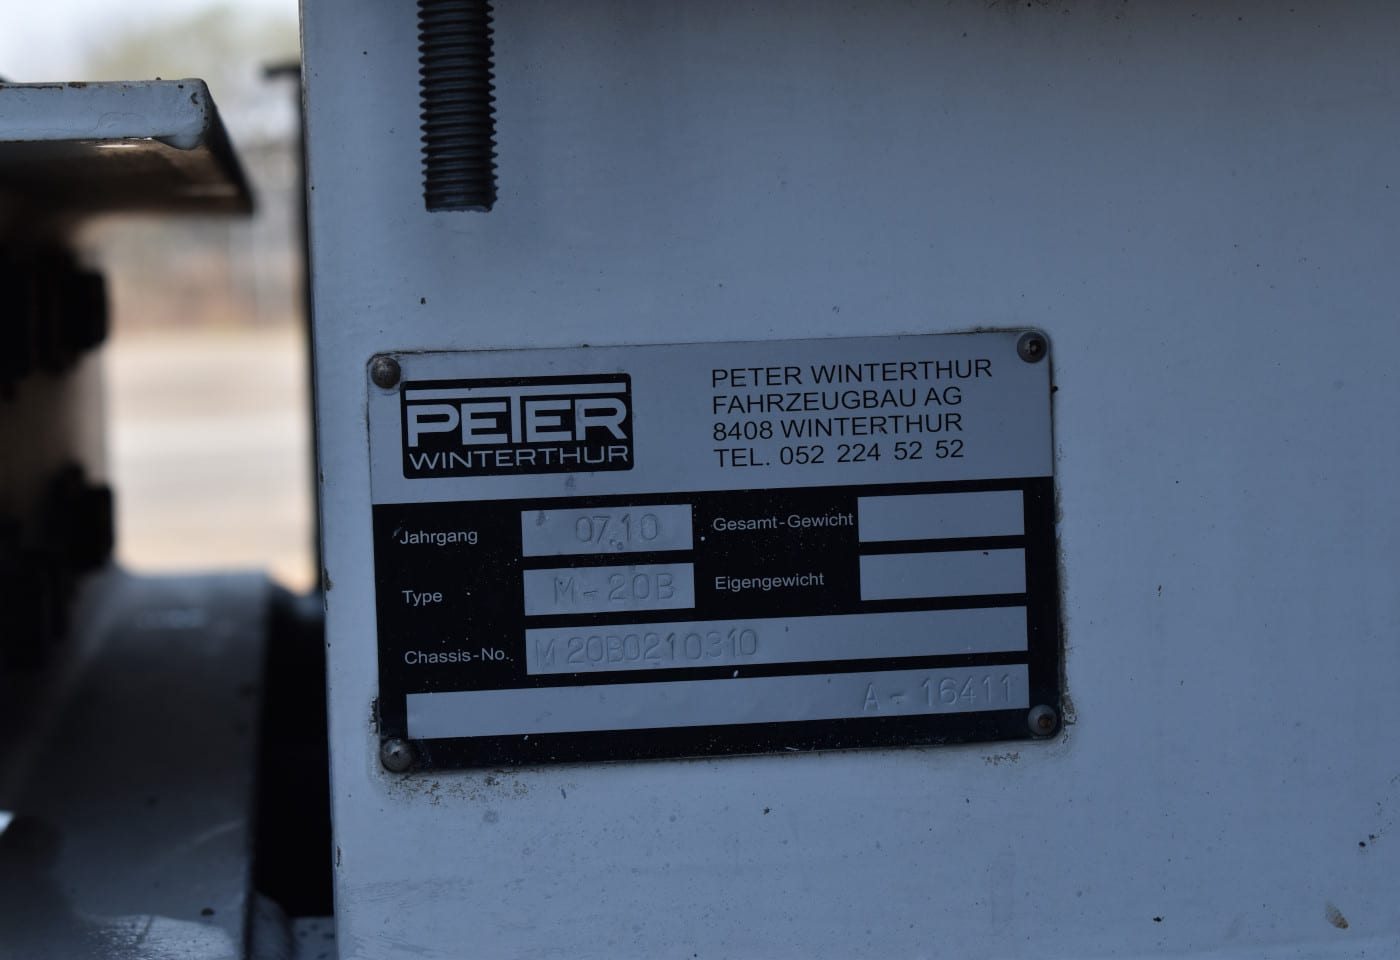 PETER
WINTERTHUR
PETER WINTERTHUR
FAHRZEUGBAU AG
8408 WINTERTHUR
TEL. 052 224 52 52
Jahrgang 07.10 Gesamt-Gewicht
Type M-20B Eigengewicht
Chassis-No. M20B0210310
A-16411